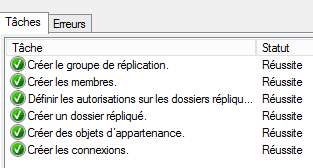 Tâches Erreurs
Tâche Statut
Créer le groupe de réplication. Réussite
Créer les membres. Réussite
Définir les autorisations sur les dossiers répliqu... Réussite
Créer un dossier répliqué. Réussite
Créer des objets d'appartenance. Réussite
Créer les connexions. Réussite